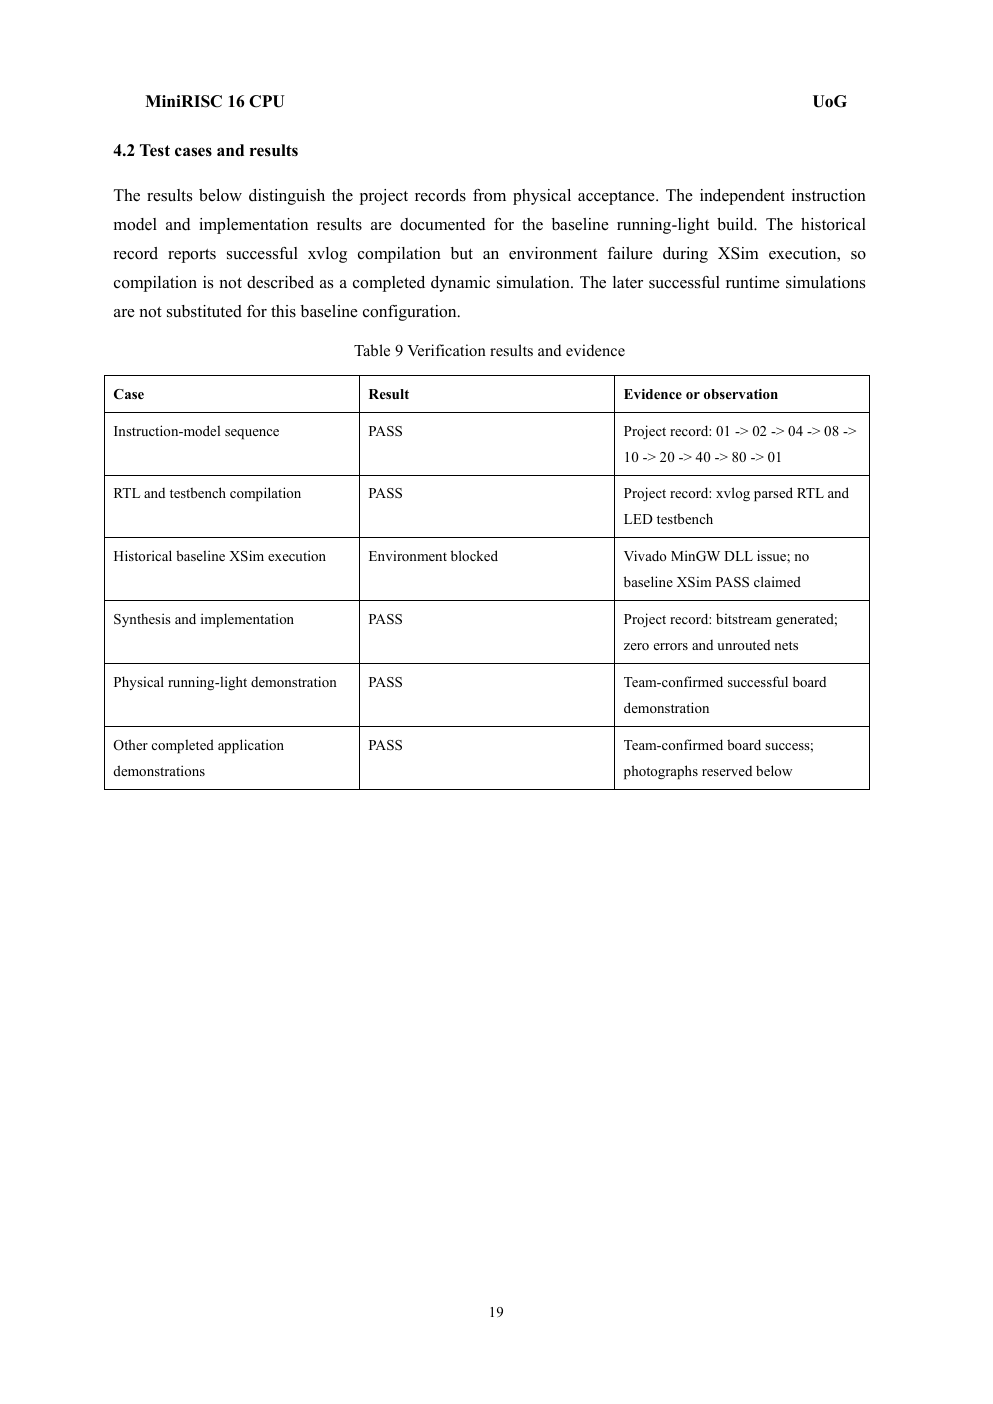 MiniRISC 16 CPU UoG
4.2 Test cases and results
The results below distinguish the project records from physical acceptance. The independent instruction
model and implementation results are documented for the baseline running-light build. The historical
record reports successful xvlog compilation but an environment failure during XSim execution, so
compilation is not described as a completed dynamic simulation. The later successful runtime simulations
are not substituted for this baseline configuration.
Table 9 Verification results and evidence
Case Result Evidence or observation
Instruction-model sequence PASS Project record: 01 -> 02 -> 04 -> 08 ->
10 -> 20 -> 40 -> 80 -> 01
RTL and testbench compilation PASS Project record: xvlog parsed RTL and
LED testbench
Historical baseline XSim execution Environment blocked Vivado MinGW DLL issue; no
baseline XSim PASS claimed
Synthesis and implementation PASS Project record: bitstream generated;
zero errors and unrouted nets
Physical running-light demonstration PASS Team-confirmed successful board
demonstration
Other completed application PASS Team-confirmed board success;
demonstrations photographs reserved below
19